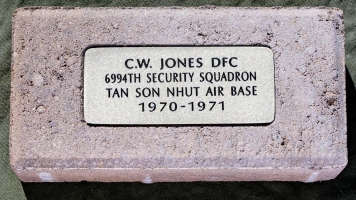 C.W. JONES DFC
6994TH SECURITY SQUADRON
TAN SON NHUT AIR BASE
1970-1971